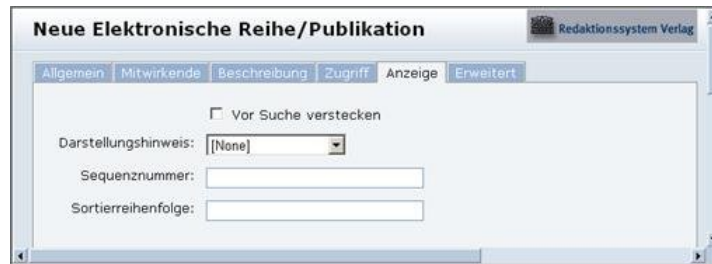 Neue Elektronische Reihe/Publikation
Redaktionssystem Verlag
Allgemein Mitwirkende Beschreibung Zugriff Anzeige Erweitert
Vor Suche verstecken
Darstellungshinweis: [None]
Sequenznummer:
Sortierreihenfolge: